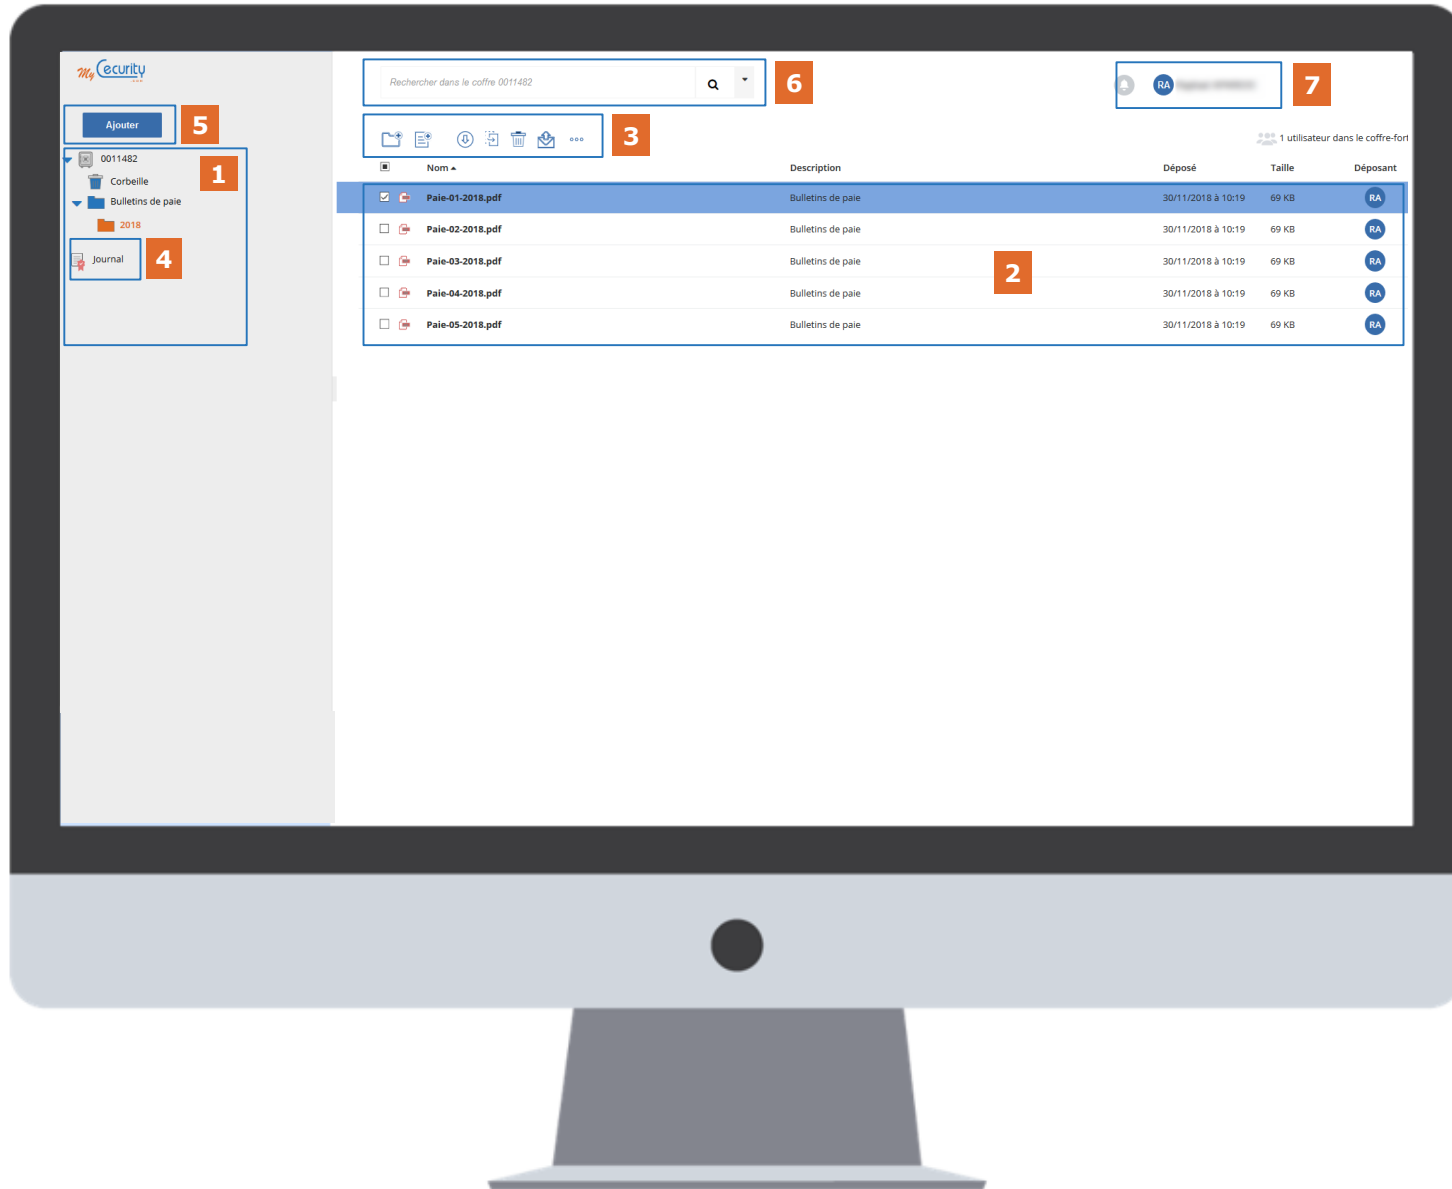 My Cecurity
.com
Rechercher dans le coffre 0011482
6
RA
7
Ajouter
5
3
1 utilisateur dans le coffre-fort
0011482
1
Corbeille
Bulletins de paie
2018
Journal
4
Nom Description Déposé Taille Déposant
Paie-01-2018.pdf Bulletins de paie 30/11/2018 à 10:19 69 KB RA
Paie-02-2018.pdf Bulletins de paie 30/11/2018 à 10:19 69 KB RA
Paie-03-2018.pdf Bulletins de paie 30/11/2018 à 10:19 69 KB RA
2
Paie-04-2018.pdf Bulletins de paie 30/11/2018 à 10:19 69 KB RA
Paie-05-2018.pdf Bulletins de paie 30/11/2018 à 10:19 69 KB RA